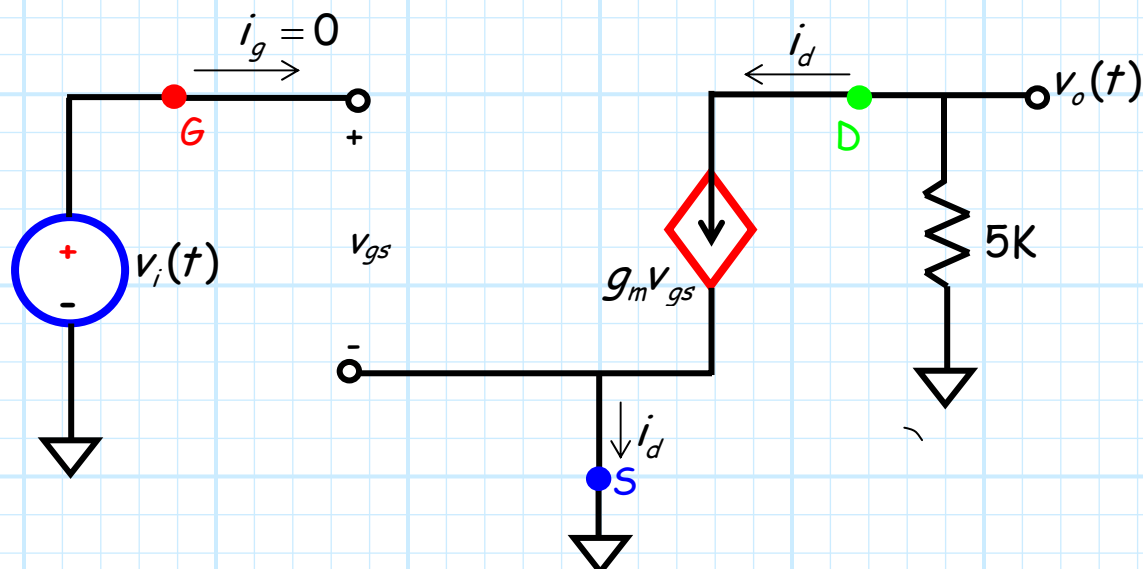 i_g = 0
i_d
v_o(t)
G
+
D
+
v_i(t)
v_gs
5K
-
g_m v_gs
-
i_d
S